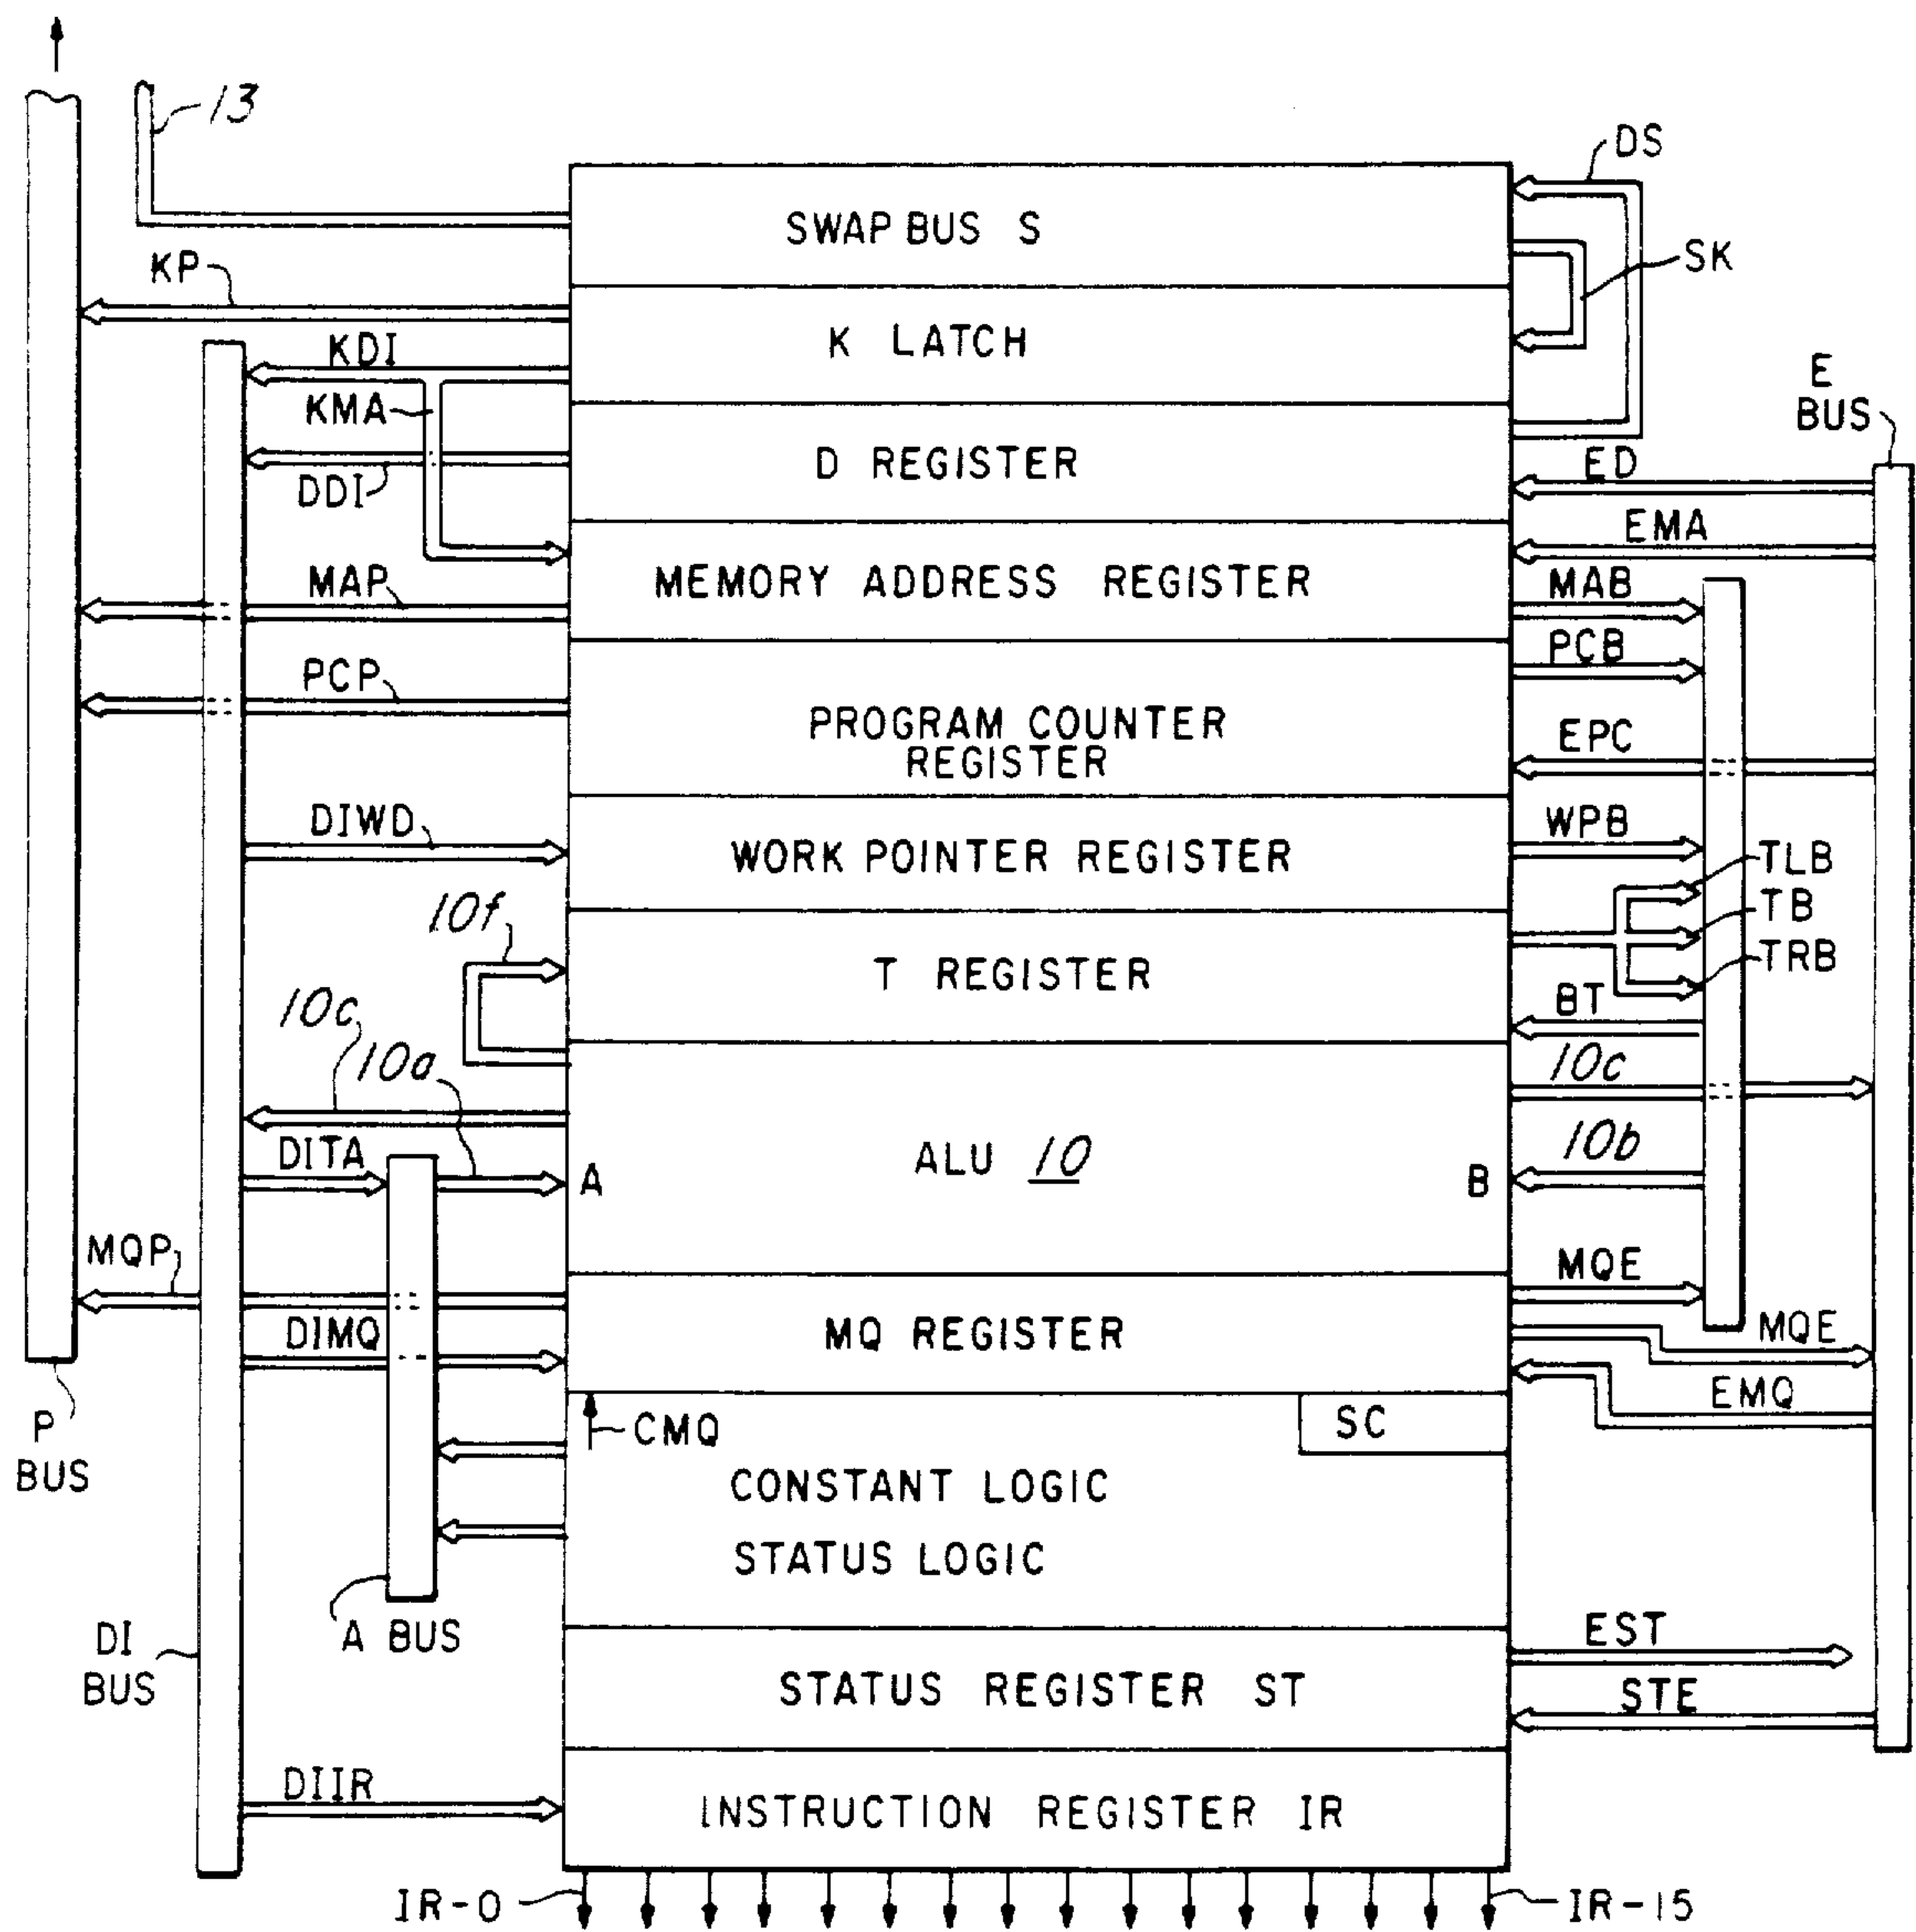 13
DS
SWAP BUS S
SK
KP
K LATCH
KDI
E
BUS
KMA
D REGISTER
ED
DDI
EMA
MEMORY ADDRESS REGISTER
MAP
MAB
PCP
PCB
PROGRAM COUNTER
REGISTER
EPC
DIWD
WORK POINTER REGISTER
WPB
TLB
TB
10f
T REGISTER
TRB
10c
BT
10a
10c
DITA
A
ALU 10
B
10b
MQP
MQE
DIMQ
MQ REGISTER
MQE
EMQ
P
BUS
CMQ
SC
CONSTANT LOGIC
STATUS LOGIC
DI
BUS
A BUS
EST
STATUS REGISTER ST
STE
DIIR
INSTRUCTION REGISTER IR
IR-0
IR-15